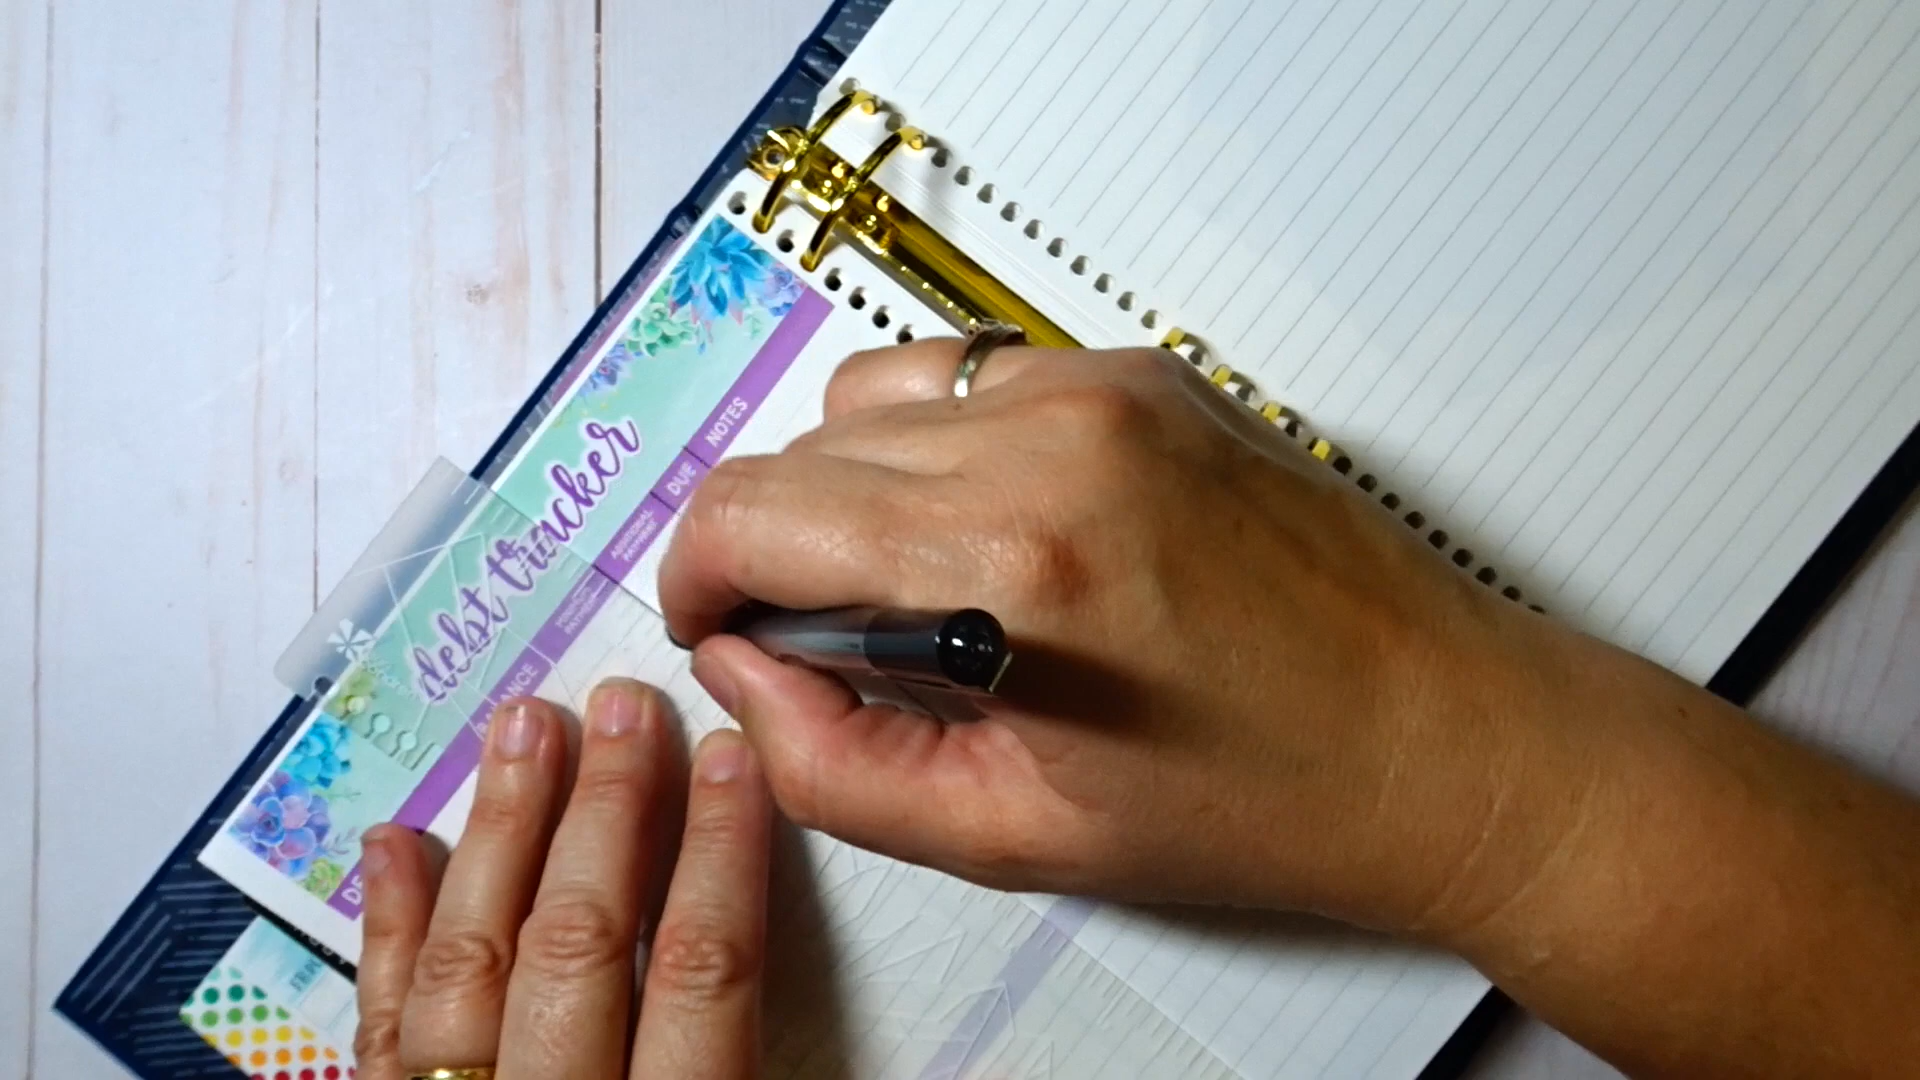 debt tracker
BALANCE
MINIMUM
PAYMENT
ADDITIONAL
PAYMENT
DUE
NOTES